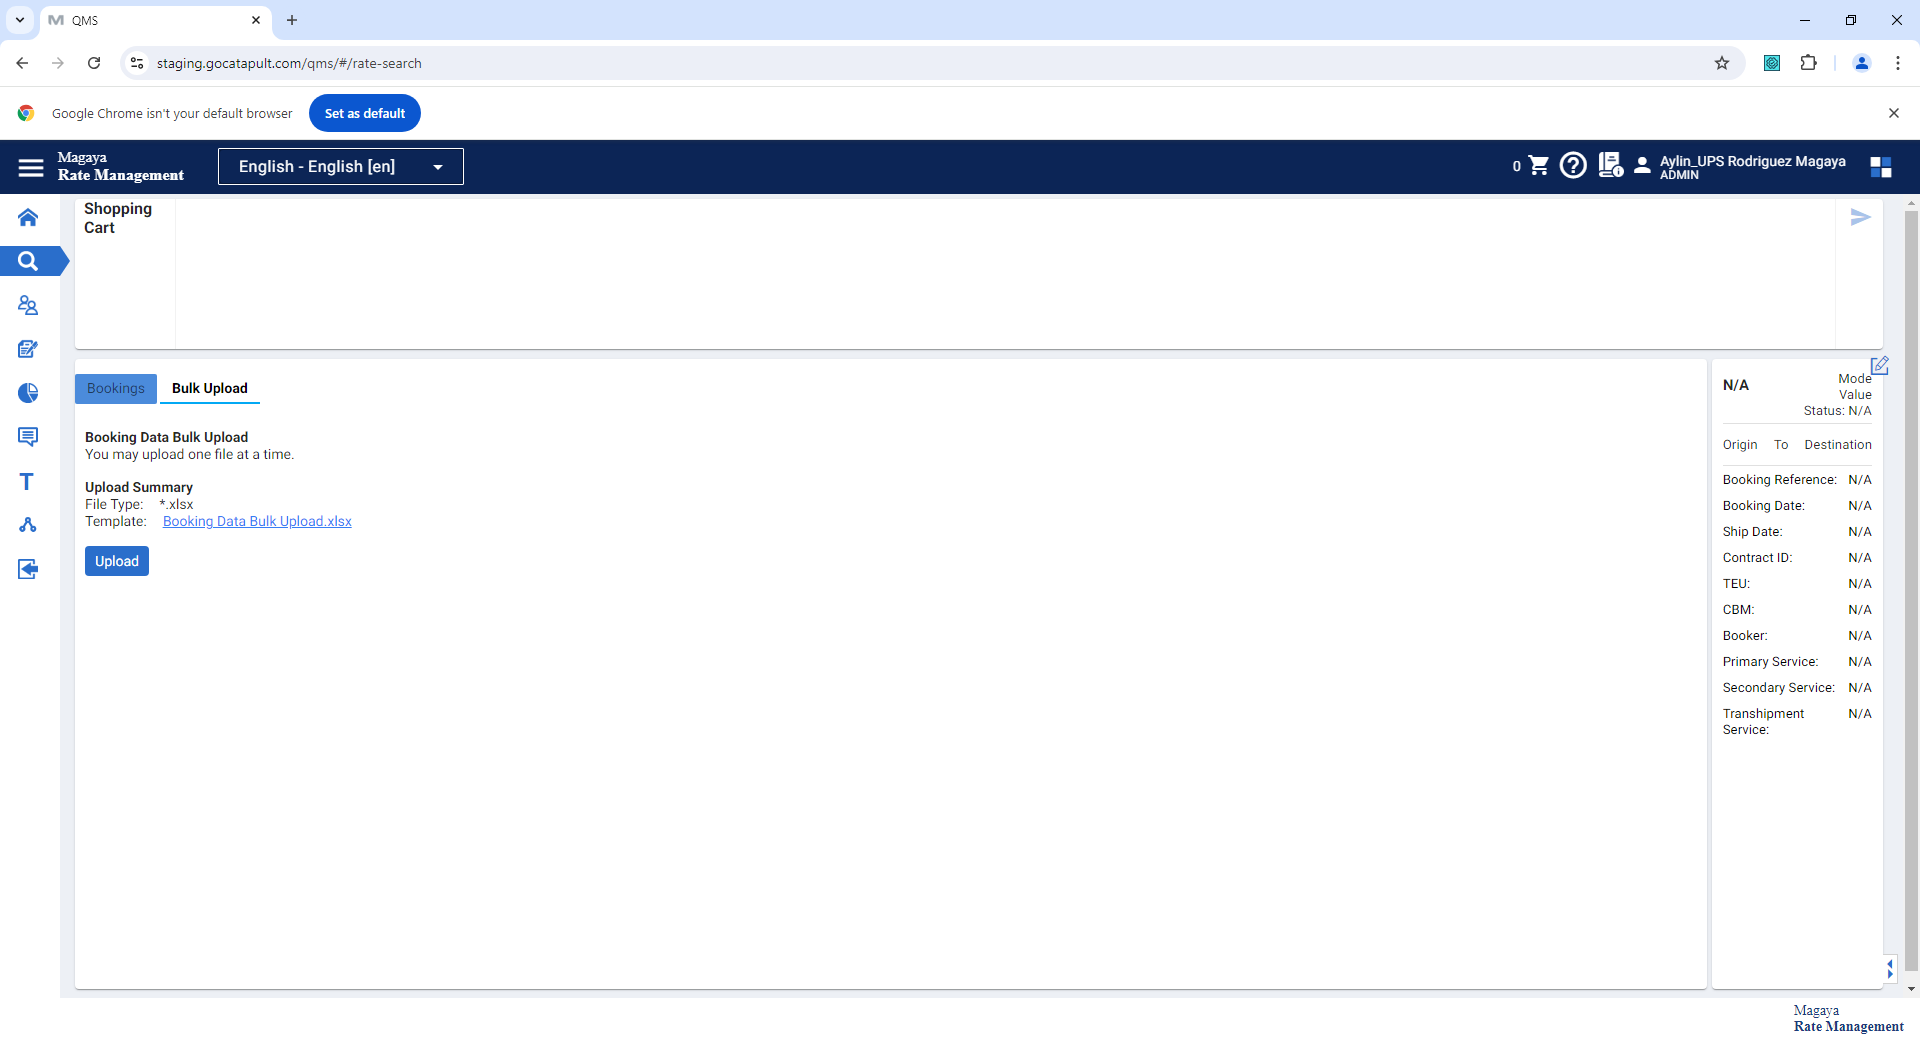 QMS
staging.gocatapult.com/qms/#/rate-search
Google Chrome isn't your default browser
Set as default
Magaya
Rate Management
English - English [en]
0
Aylin_UPS Rodriguez Magaya
ADMIN
Shopping
Cart
Bookings
Bulk Upload
Booking Data Bulk Upload
You may upload one file at a time.
Upload Summary
File Type: *.xlsx
Template: Booking Data Bulk Upload.xlsx
Upload
N/A
Mode
Value
Status: N/A
Origin To Destination
Booking Reference: N/A
Booking Date: N/A
Ship Date: N/A
Contract ID: N/A
TEU: N/A
CBM: N/A
Booker: N/A
Primary Service: N/A
Secondary Service: N/A
Transhipment N/A
Service:
Magaya
Rate Management